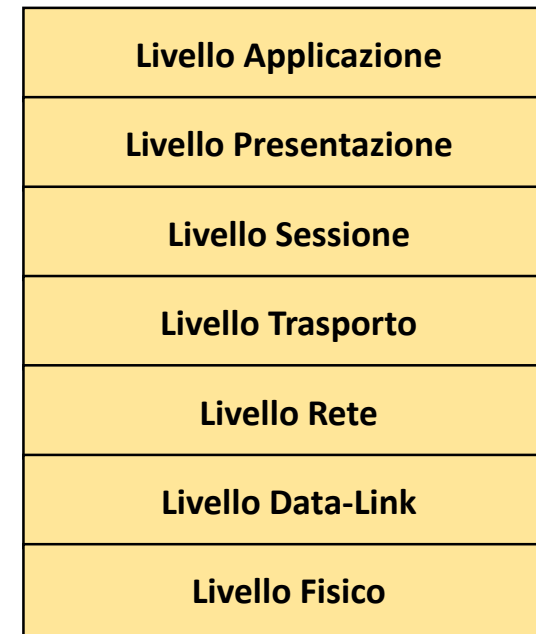 Livello Applicazione
Livello Presentazione
Livello Sessione
Livello Trasporto
Livello Rete
Livello Data-Link
Livello Fisico